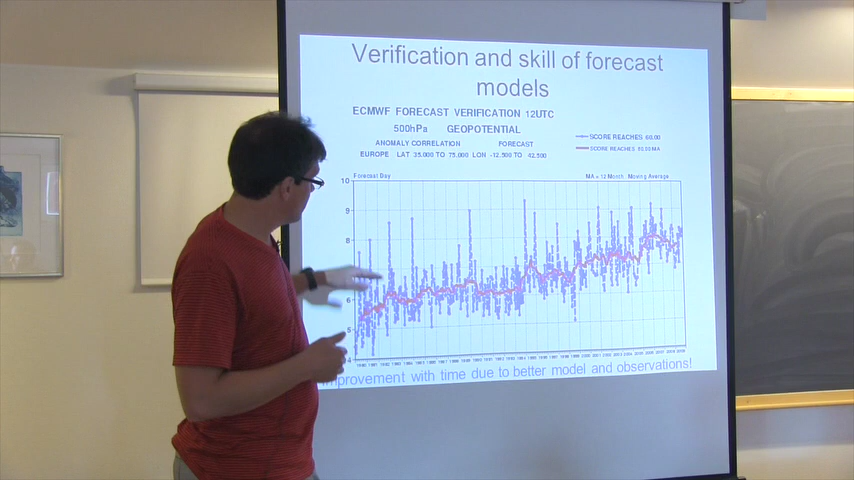 Verification and skill of forecast
models
ECMWF FORECAST VERIFICATION 12UTC
500hPa GEOPOTENTIAL
ANOMALY CORRELATION FORECAST
EUROPE LAT 35.000 TO 75.000 LON -12.500 TO 42.500
SCORE REACHES 60.00
SCORE REACHES 60.00 MA
Forecast Day
MA = 12 Month Moving Average
10
9
8
6
5
4
improvement with time due to better model and observations!